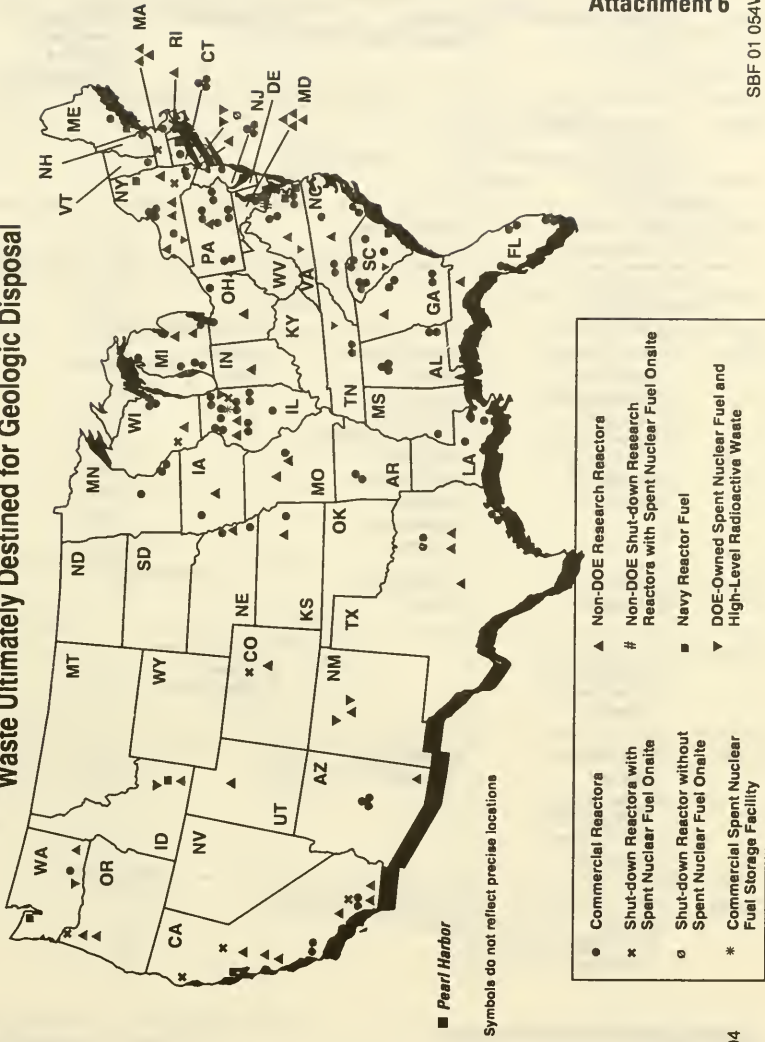 Attachment 6
Waste Ultimately Destined for Geologic Disposal
WA
OR
CA
ID
NV
MT
WY
UT
AZ
CO
NM
ND
SD
NE
KS
OK
TX
MN
IA
MO
AR
LA
WI
IL
MI
IN
KY
TN
MS
AL
OH
WV
VA
NC
SC
GA
FL
PA
NY
VT
NH
ME
MA
RI
CT
NJ
DE
MD
■ Pearl Harbor
Symbols do not reflect precise locations
● Commercial Reactors
× Shut-down Reactors with
Spent Nuclear Fuel Onsite
ø Shut-down Reactor without
Spent Nuclear Fuel Onsite
* Commercial Spent Nuclear
Fuel Storage Facility
▲ Non-DOE Research Reactors
# Non-DOE Shut-down Research
Reactors with Spent Nuclear Fuel Onsite
■ Navy Reactor Fuel
▼ DOE-Owned Spent Nuclear Fuel and
High-Level Radioactive Waste
SBF 01 054